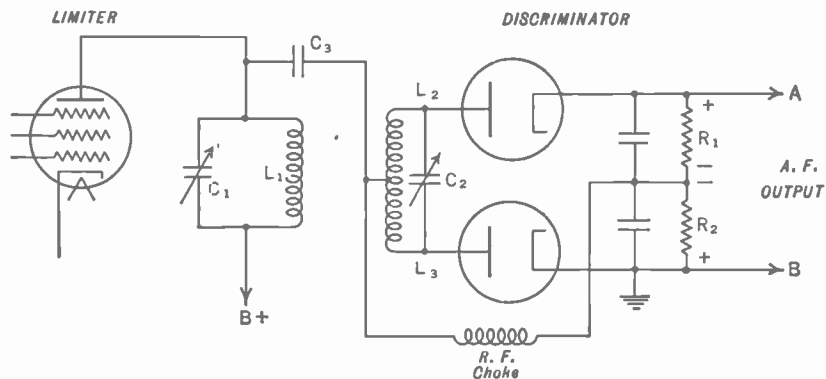 LIMITER
DISCRIMINATOR
C3
L2
A
+
R1
C1
L1
C2
A. F.
OUTPUT
R2
+
L3
B
B+
R. F.
Choke